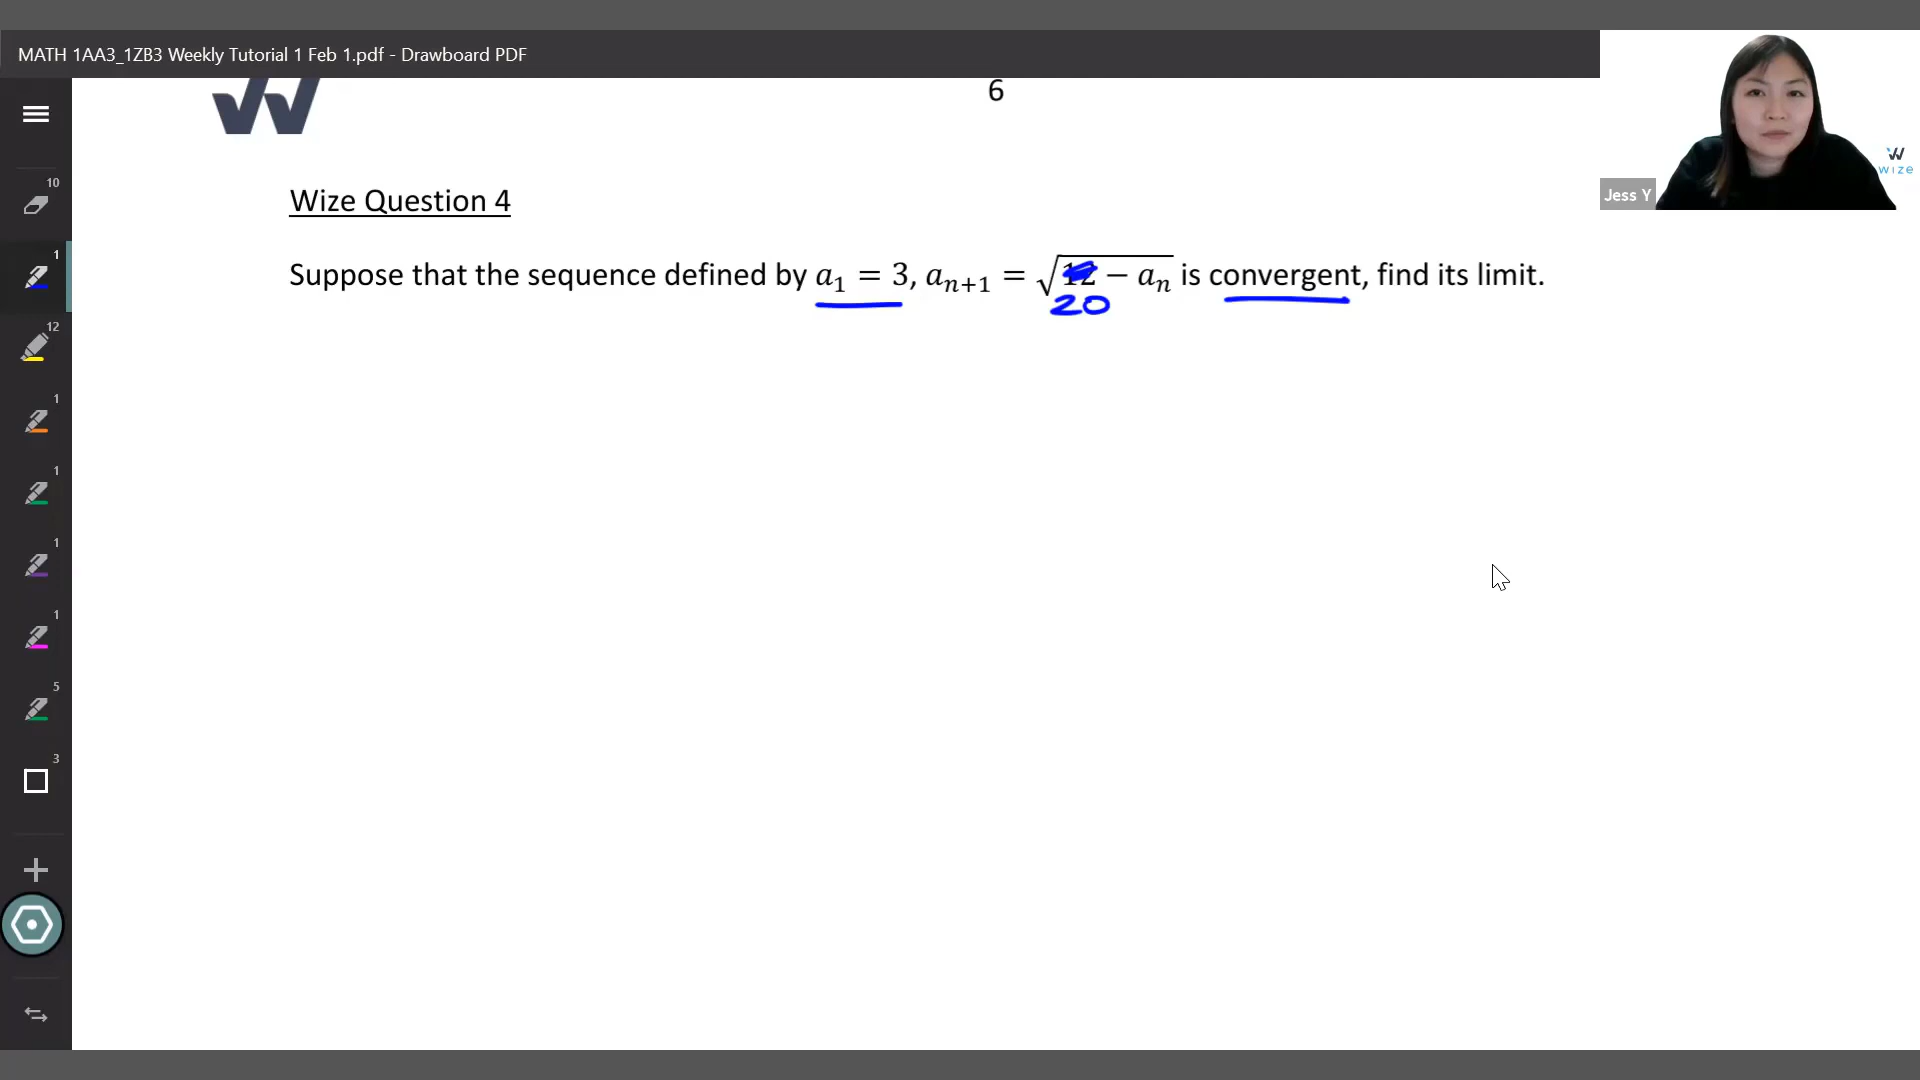 MATH 1AA3_1ZB3 Weekly Tutorial 1 Feb 1.pdf - Drawboard PDF
6
10
Wize Question 4
1
Suppose that the sequence defined by a₁ = 3, aₙ₊₁ = √12 − aₙ is convergent, find its limit.
20
12
1
1
1
1
5
3
wize
Jess Y